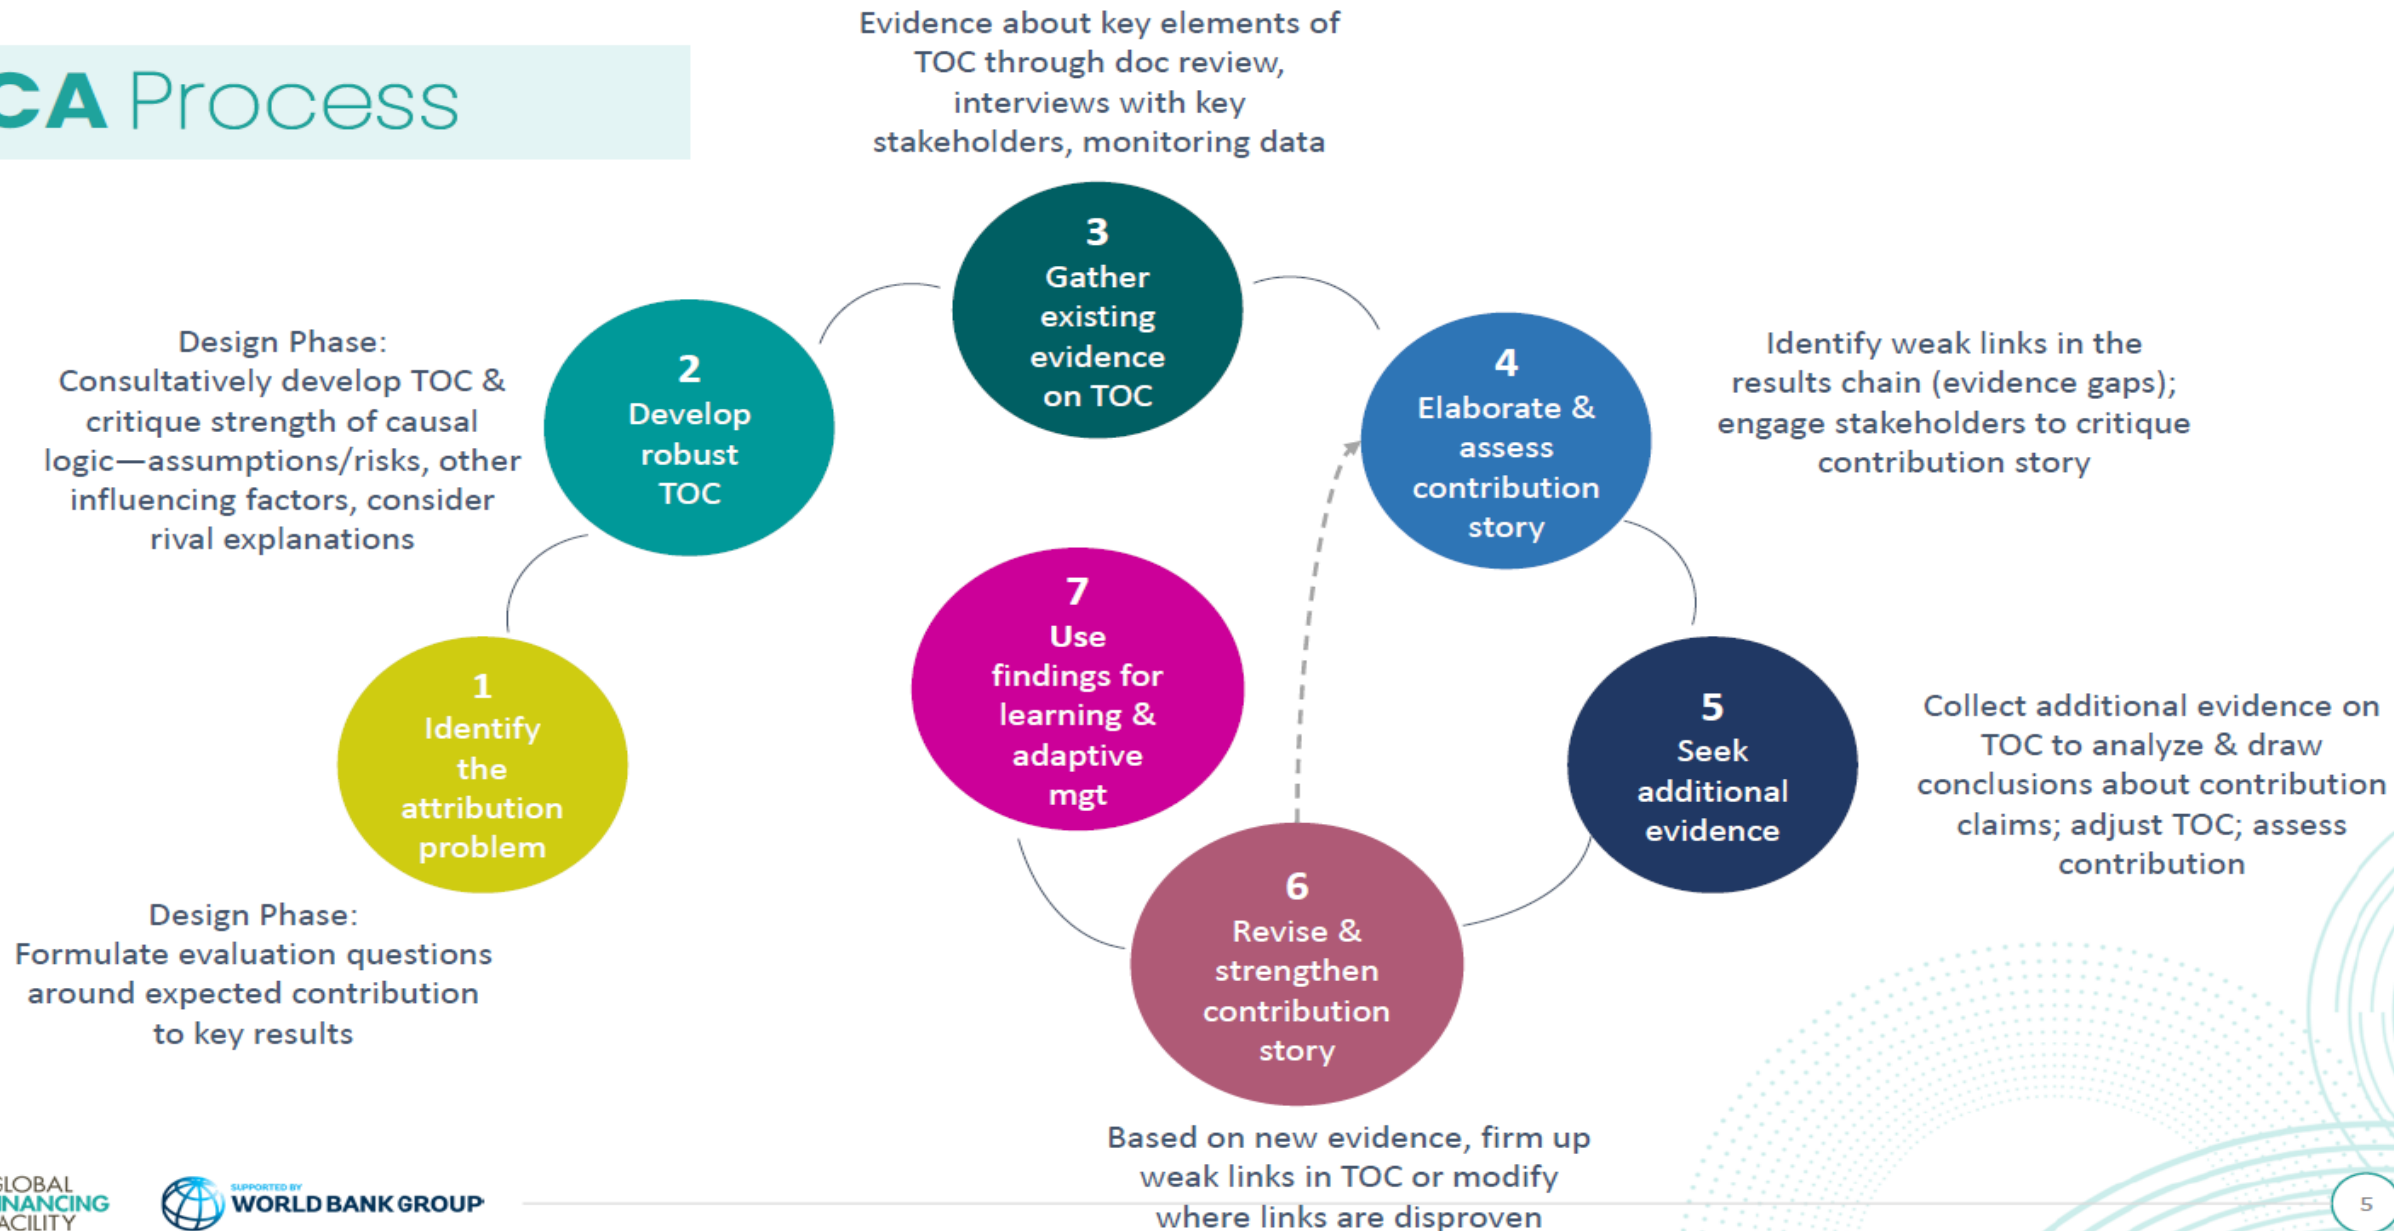 CA Process
Evidence about key elements of
TOC through doc review,
interviews with key
stakeholders, monitoring data
3
Gather
existing
evidence
on TOC
Design Phase:
Consultatively develop TOC &
critique strength of causal
logic—assumptions/risks, other
influencing factors, consider
rival explanations
2
Develop
robust
TOC
4
Elaborate &
assess
contribution
story
Identify weak links in the
results chain (evidence gaps);
engage stakeholders to critique
contribution story
1
Identify
the
attribution
problem
Design Phase:
Formulate evaluation questions
around expected contribution
to key results
7
Use
findings for
learning &
adaptive
mgt
5
Seek
additional
evidence
Collect additional evidence on
TOC to analyze & draw
conclusions about contribution
claims; adjust TOC; assess
contribution
6
Revise &
strengthen
contribution
story
Based on new evidence, firm up
weak links in TOC or modify
where links are disproven
GLOBAL
FINANCING
FACILITY
SUPPORTED BY
WORLD BANK GROUP
5